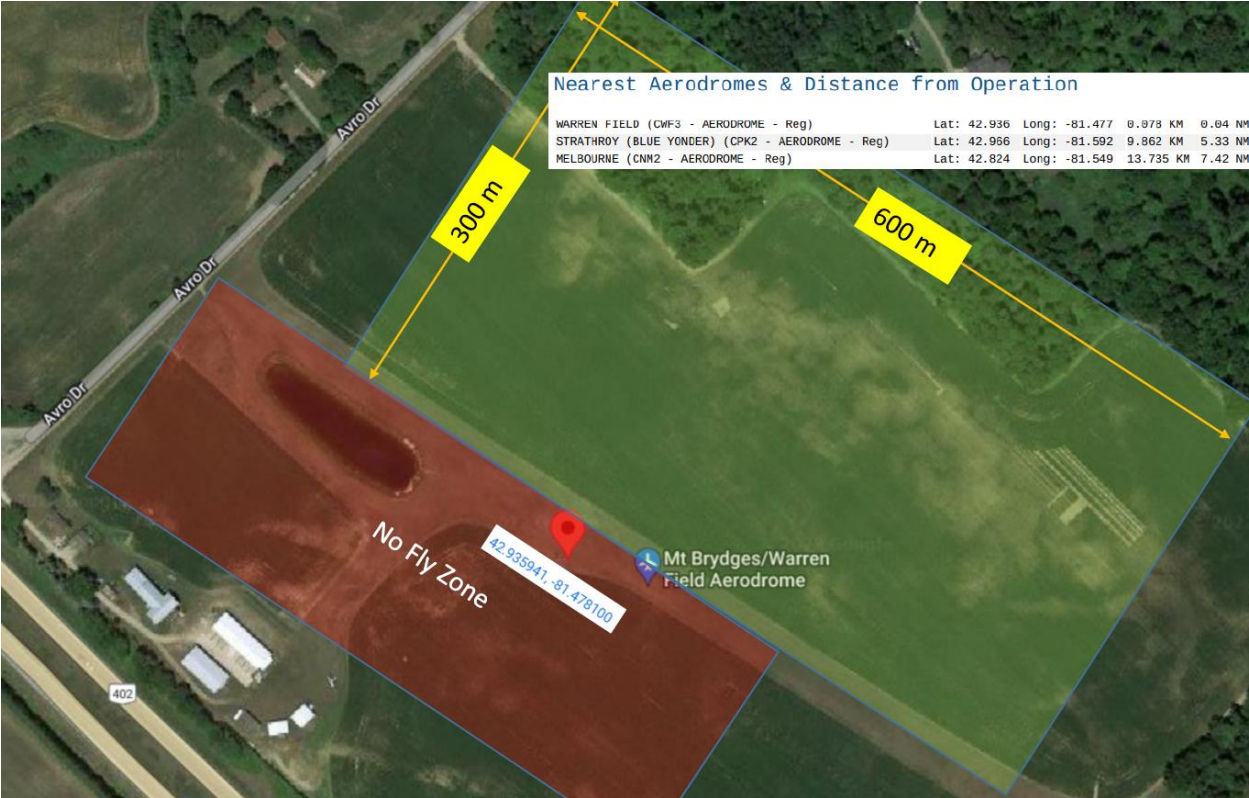 Nearest Aerodromes & Distance from Operation
WARREN FIELD (CWF3 - AERODROME - Reg) Lat: 42.936 Long: -81.477 0.078 KM 0.04 NM
STRATHROY (BLUE YONDER) (CPK2 - AERODROME - Reg) Lat: 42.966 Long: -81.592 9.862 KM 5.33 NM
MELBOURNE (CNM2 - AERODROME - Reg) Lat: 42.824 Long: -81.549 13.735 KM 7.42 NM
Avro Dr
300 m
600 m
Avro Dr
Avro Dr
No Fly Zone
42.935941, -81.478100
Mt Brydges/Warren
Field Aerodrome
402